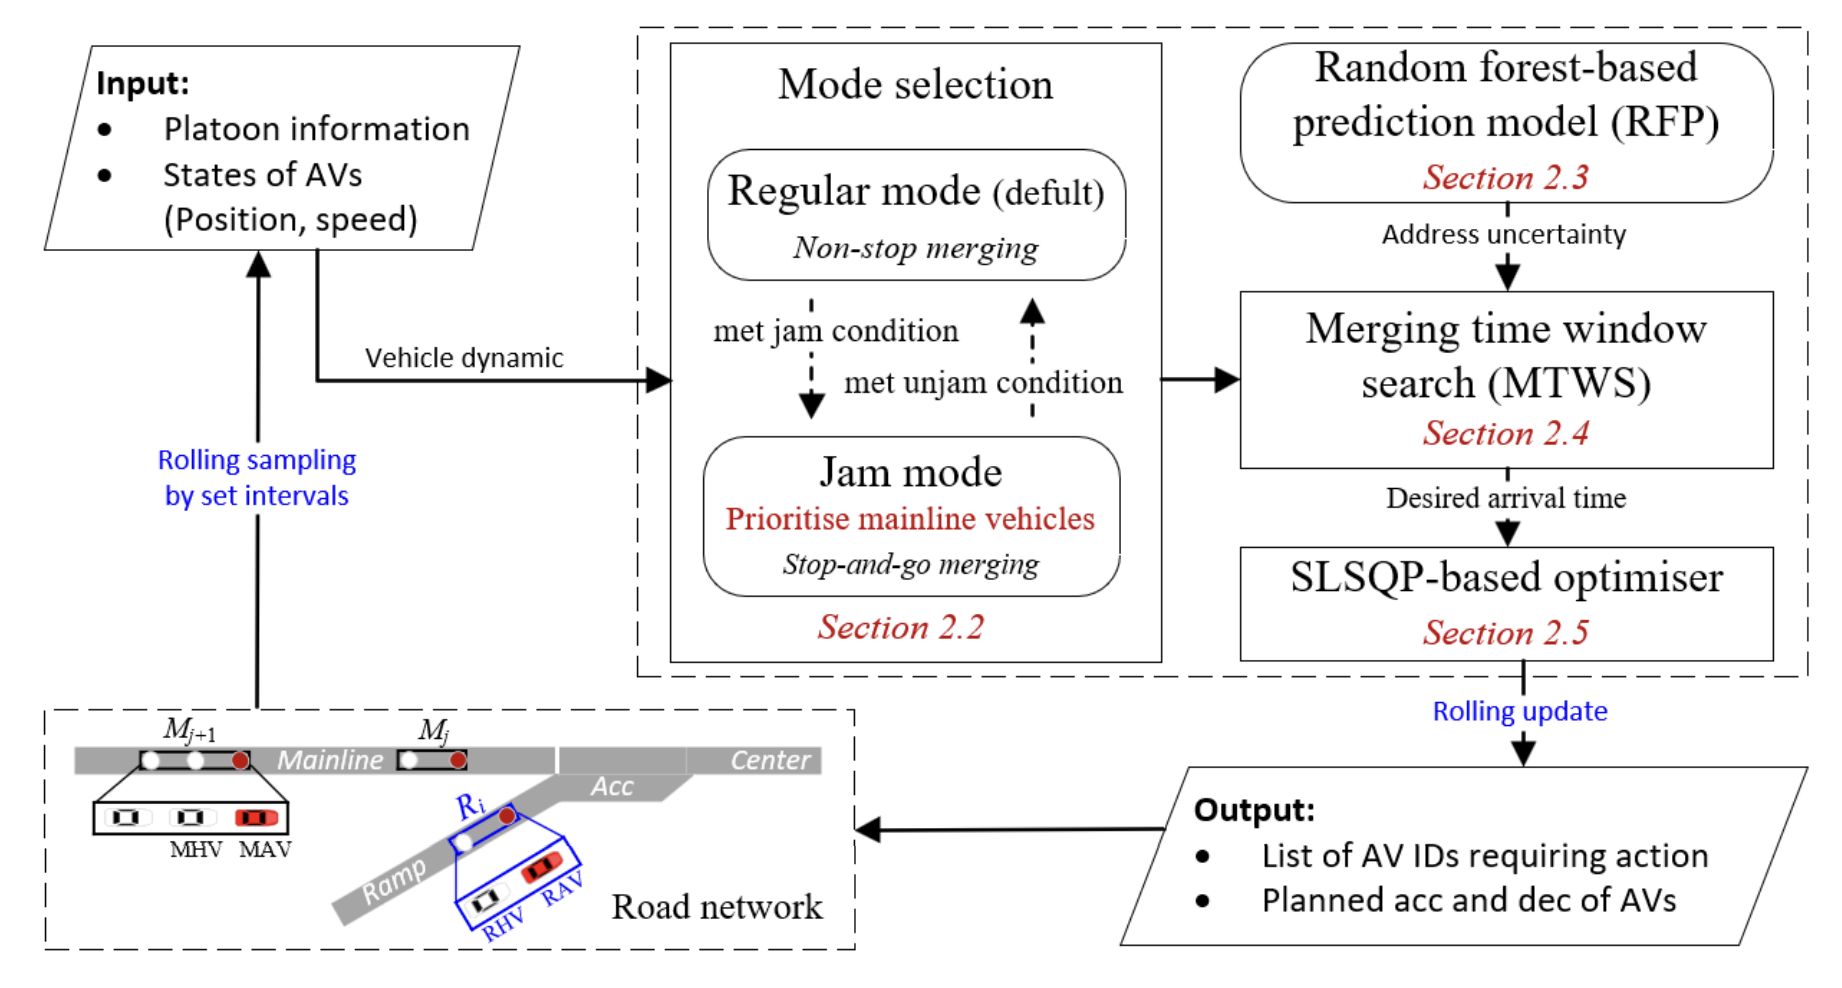 Input:
• Platoon information
• States of AVs
(Position, speed)
Vehicle dynamic
Rolling sampling
by set intervals
Mode selection
Regular mode (defult)
Non-stop merging
met jam condition
met unjam condition
Jam mode
Prioritise mainline vehicles
Stop-and-go merging
Section 2.2
Random forest-based
prediction model (RFP)
Section 2.3
Address uncertainty
Merging time window
search (MTWS)
Section 2.4
Desired arrival time
SLSQP-based optimiser
Section 2.5
Rolling update
Output:
• List of AV IDs requiring action
• Planned acc and dec of AVs
M_{j+1}
M_j
Mainline
Center
Acc
R_i
MHV MAV
Ramp
RHV RAV
Road network